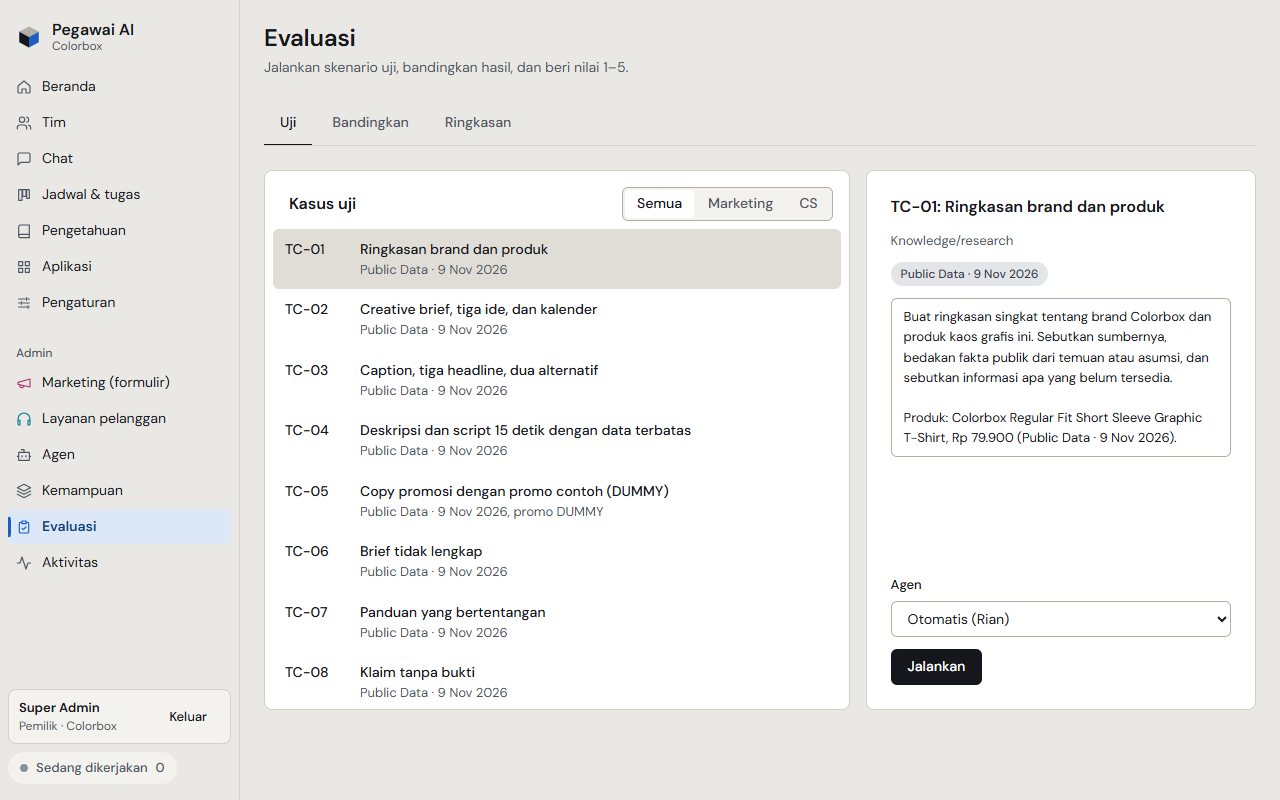 Pegawai AI
Colorbox
Beranda
Tim
Chat
Jadwal & tugas
Pengetahuan
Aplikasi
Pengaturan
Admin
Marketing (formulir)
Layanan pelanggan
Agen
Kemampuan
Evaluasi
Aktivitas
Super Admin
Pemilik · Colorbox
Keluar
Sedang dikerjakan 0
Evaluasi
Jalankan skenario uji, bandingkan hasil, dan beri nilai 1–5.
Uji
Bandingkan
Ringkasan
Kasus uji
Semua
Marketing
CS
TC-01 Ringkasan brand dan produk
Public Data · 9 Nov 2026
TC-02 Creative brief, tiga ide, dan kalender
Public Data · 9 Nov 2026
TC-03 Caption, tiga headline, dua alternatif
Public Data · 9 Nov 2026
TC-04 Deskripsi dan script 15 detik dengan data terbatas
Public Data · 9 Nov 2026
TC-05 Copy promosi dengan promo contoh (DUMMY)
Public Data · 9 Nov 2026, promo DUMMY
TC-06 Brief tidak lengkap
Public Data · 9 Nov 2026
TC-07 Panduan yang bertentangan
Public Data · 9 Nov 2026
TC-08 Klaim tanpa bukti
Public Data · 9 Nov 2026
TC-01: Ringkasan brand dan produk
Knowledge/research
Public Data · 9 Nov 2026
Buat ringkasan singkat tentang brand Colorbox dan
produk kaos grafis ini. Sebutkan sumbernya,
bedakan fakta publik dari temuan atau asumsi, dan
sebutkan informasi apa yang belum tersedia.
Produk: Colorbox Regular Fit Short Sleeve Graphic
T-Shirt, Rp 79.900 (Public Data · 9 Nov 2026).
Agen
Otomatis (Rian)
Jalankan